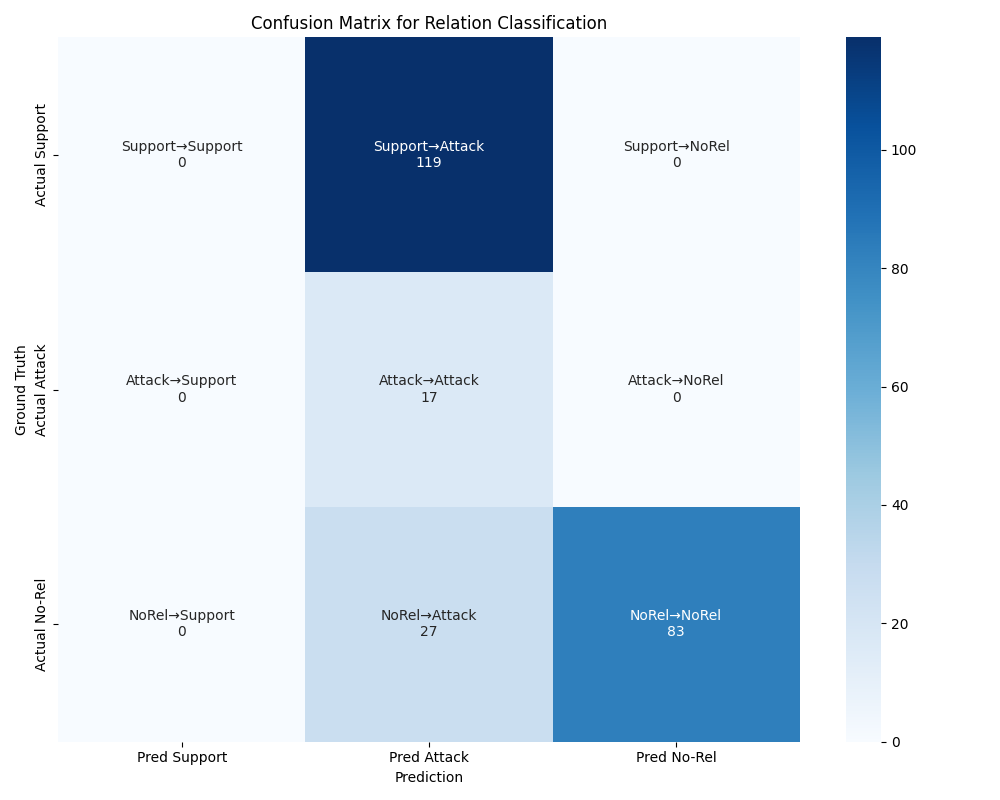 Confusion Matrix for Relation Classification
Ground Truth
Actual Support
Support→Support
0
Support→Attack
119
Support→NoRel
0
Actual Attack
Attack→Support
0
Attack→Attack
17
Attack→NoRel
0
Actual No-Rel
NoRel→Support
0
NoRel→Attack
27
NoRel→NoRel
83
Pred Support
Pred Attack
Pred No-Rel
Prediction
100
80
60
40
20
0